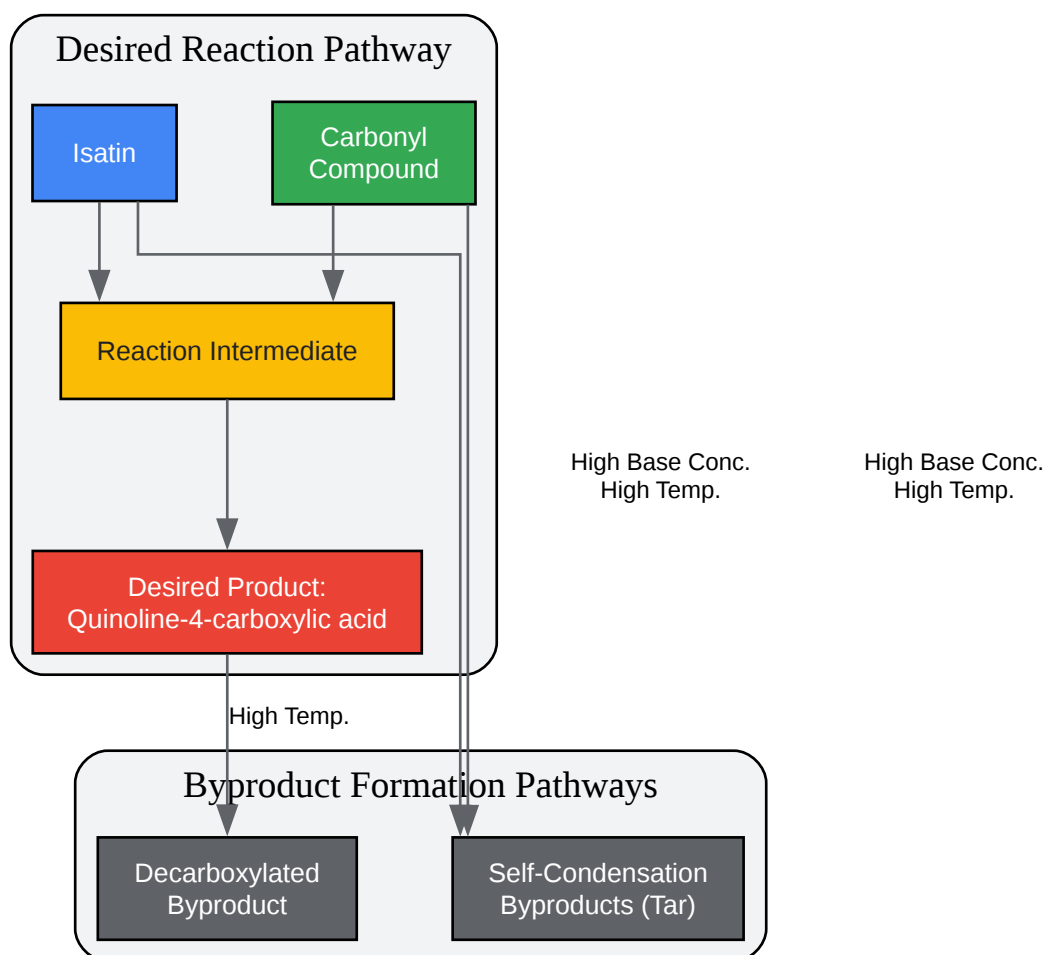 Desired Reaction Pathway
Isatin
Carbonyl
Compound
Reaction Intermediate
High Base Conc.
High Temp.
High Base Conc.
High Temp.
Desired Product:
Quinoline-4-carboxylic acid
High Temp.
Byproduct Formation Pathways
Decarboxylated
Byproduct
Self-Condensation
Byproducts (Tar)